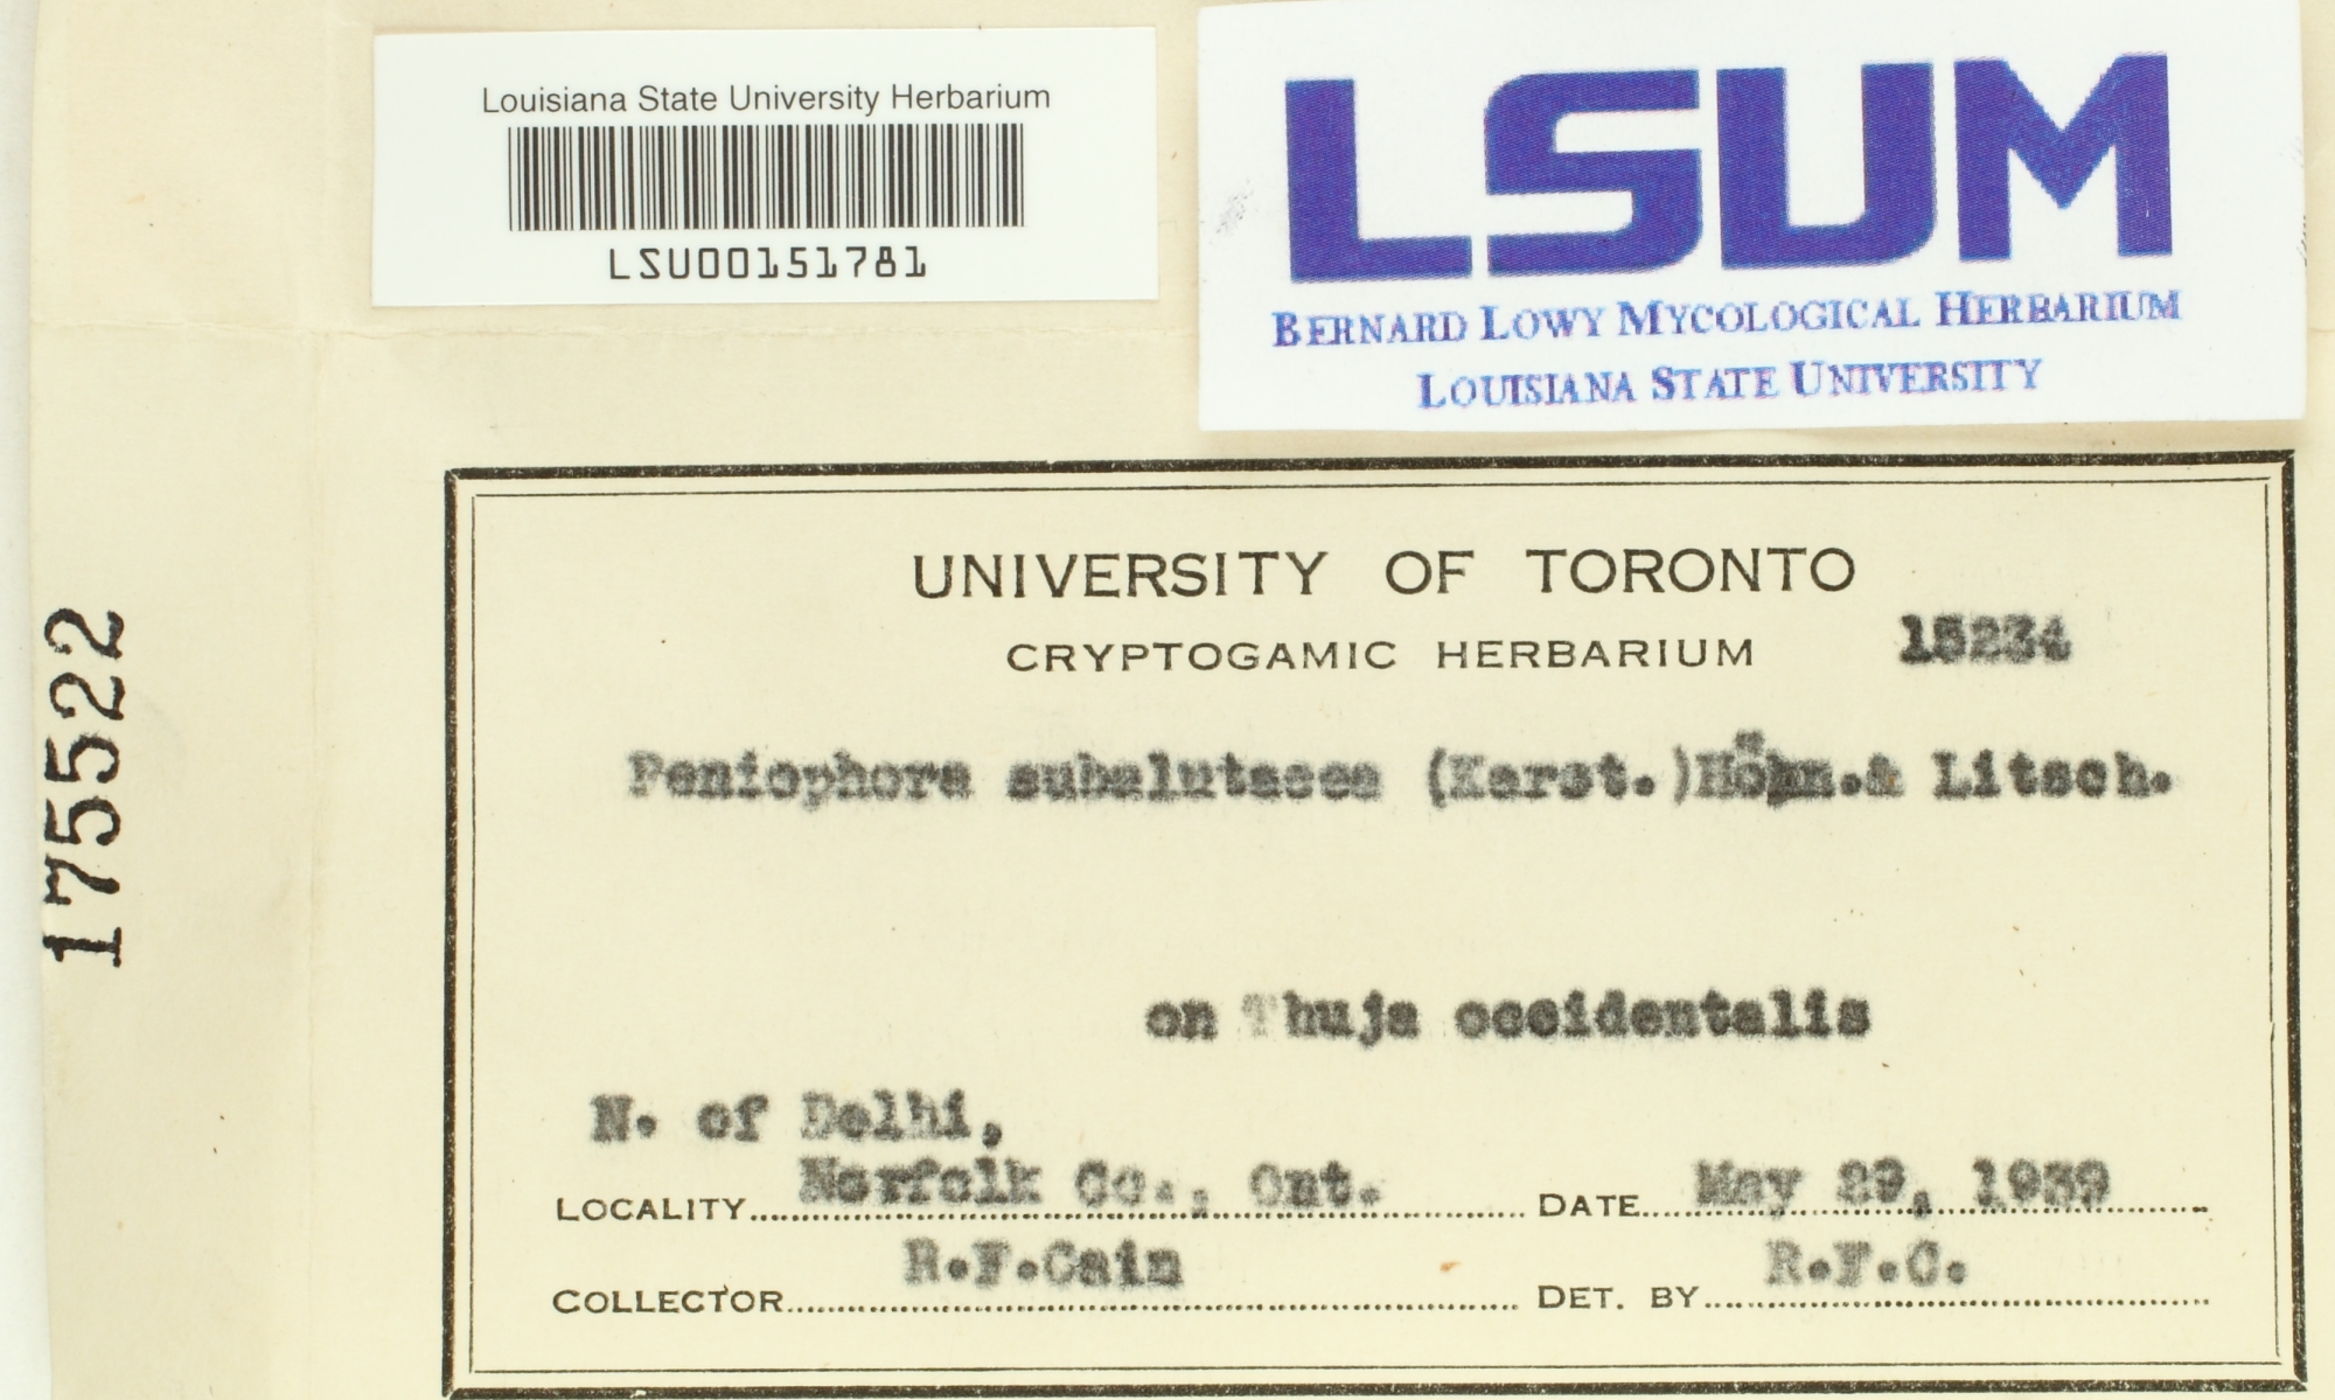 Louisiana State University Herbarium
LSU00151781
LSUM
BERNARD LOWY MYCOLOGICAL HERBARIUM
LOUISIANA STATE UNIVERSITY
175522
UNIVERSITY OF TORONTO
CRYPTOGAMIC HERBARIUM 15234
Peniophora subalutacea (Karst.)Höhn.& Litsch.
on Thuja occidentalis
N. of Delhi,
LOCALITY Norfolk Co., Ont. DATE May 29, 1939
COLLECTOR R.F.Cain DET. BY R.F.C.